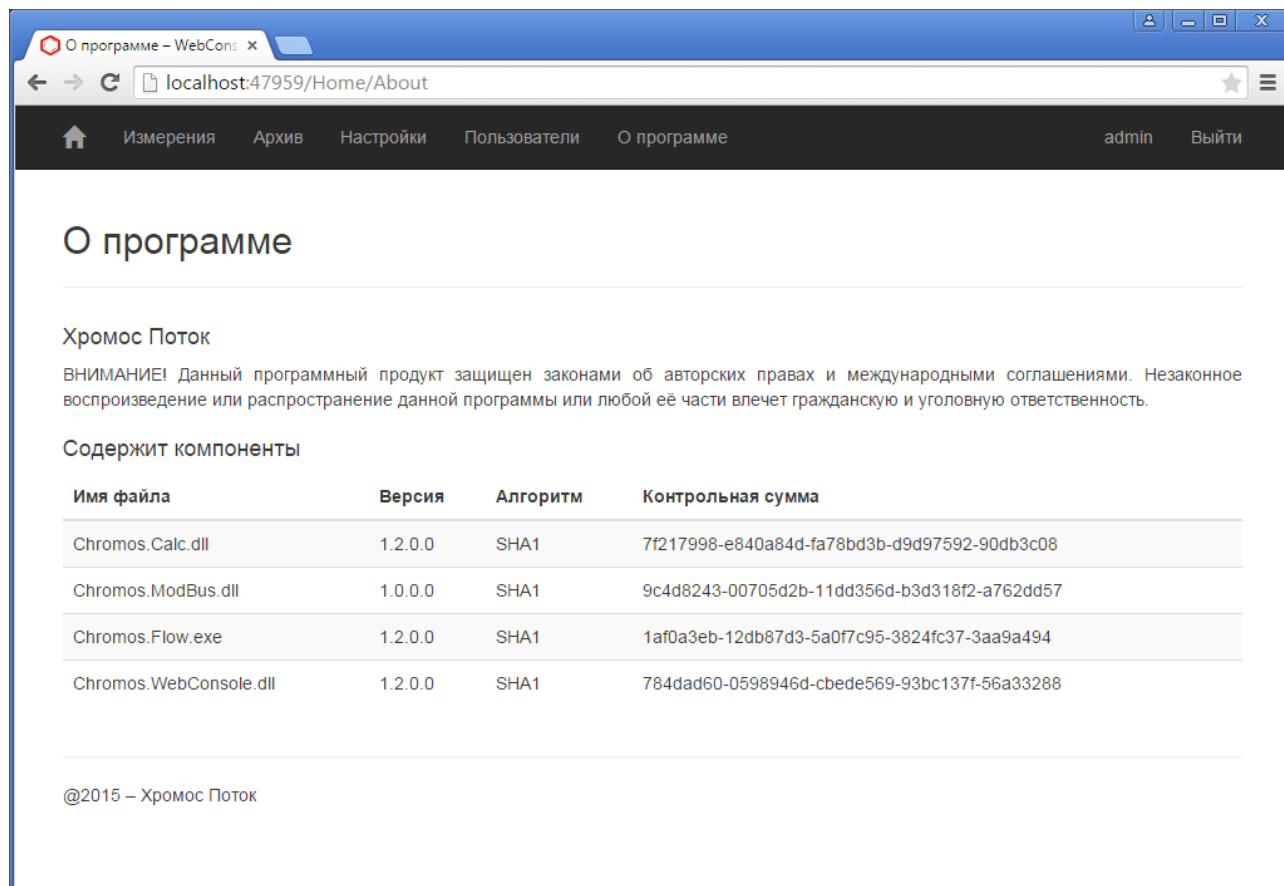 О программе – WebCons
localhost:47959/Home/About
Измерения Архив Настройки Пользователи О программе admin Выйти
О программе
Хромос Поток
ВНИМАНИЕ! Данный программный продукт защищен законами об авторских правах и международными соглашениями. Незаконное
воспроизведение или распространение данной программы или любой её части влечет гражданскую и уголовную ответственность.
Содержит компоненты
Имя файла Версия Алгоритм Контрольная сумма
Chromos.Calc.dll 1.2.0.0 SHA1 7f217998-e840a84d-fa78bd3b-d9d97592-90db3c08
Chromos.ModBus.dll 1.0.0.0 SHA1 9c4d8243-00705d2b-11dd356d-b3d318f2-a762dd57
Chromos.Flow.exe 1.2.0.0 SHA1 1af0a3eb-12db87d3-5a0f7c95-3824fc37-3aa9a494
Chromos.WebConsole.dll 1.2.0.0 SHA1 784dad60-0598946d-cbede569-93bc137f-56a33288
@2015 – Хромос Поток